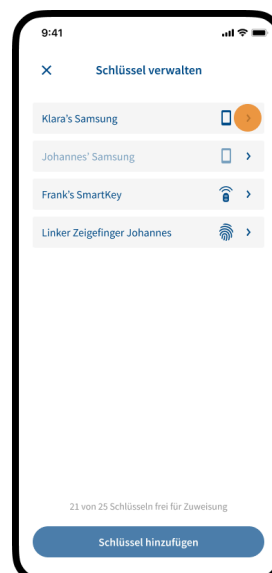 9:41
Schlüssel verwalten
Klara's Samsung
Johannes' Samsung
Frank's SmartKey
Linker Zeigefinger Johannes
21 von 25 Schlüsseln frei für Zuweisung
Schlüssel hinzufügen